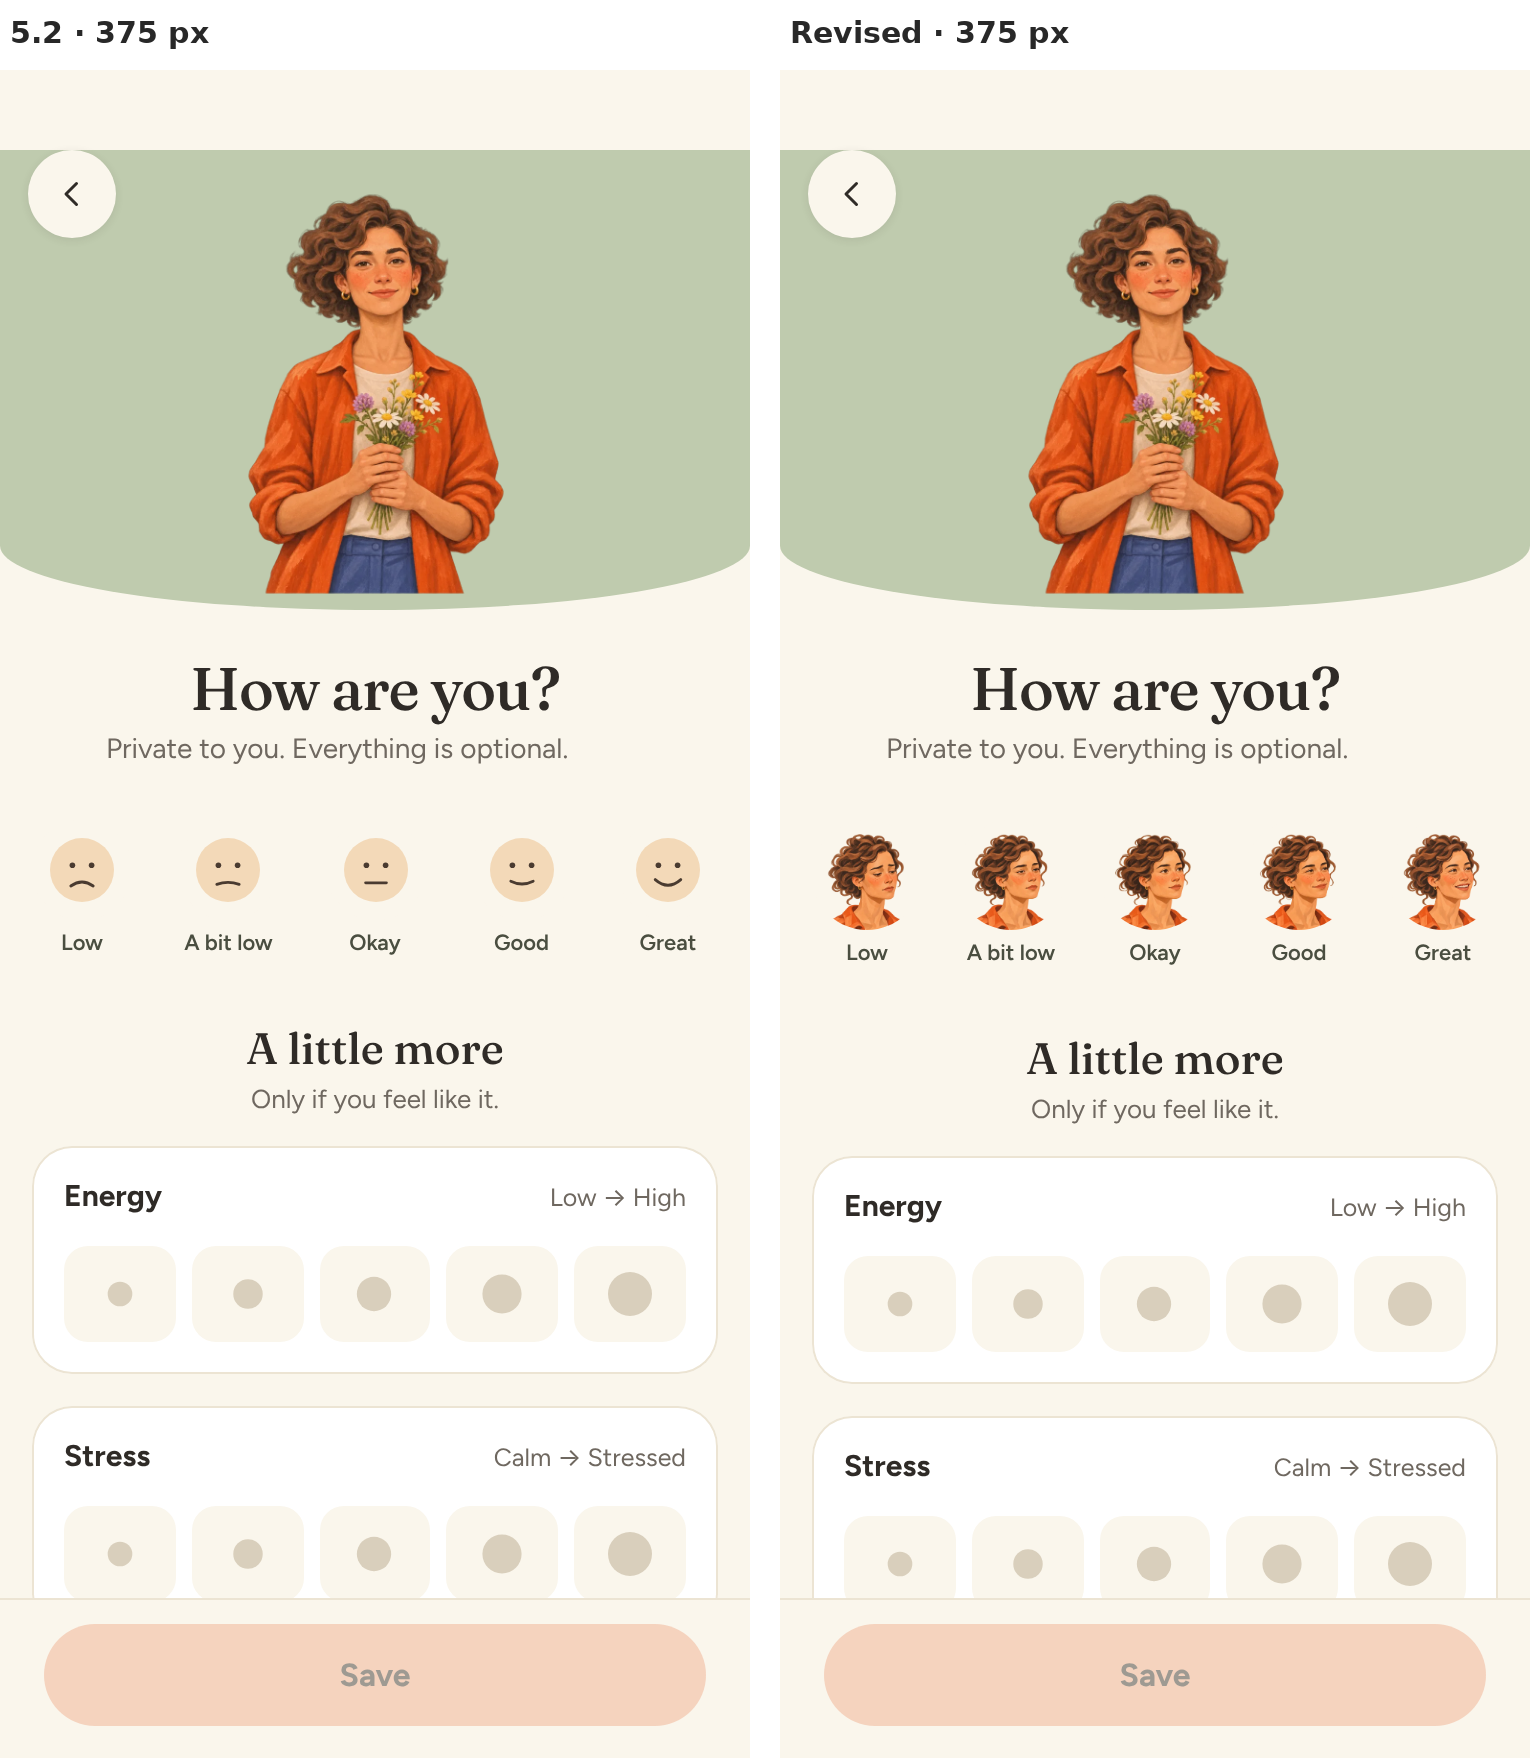 5.2 · 375 px
How are you?
Private to you. Everything is optional.
Low
A bit low
Okay
Good
Great
A little more
Only if you feel like it.
Energy
Low → High
Stress
Calm → Stressed
Save
Revised · 375 px
How are you?
Private to you. Everything is optional.
Low
A bit low
Okay
Good
Great
A little more
Only if you feel like it.
Energy
Low → High
Stress
Calm → Stressed
Save